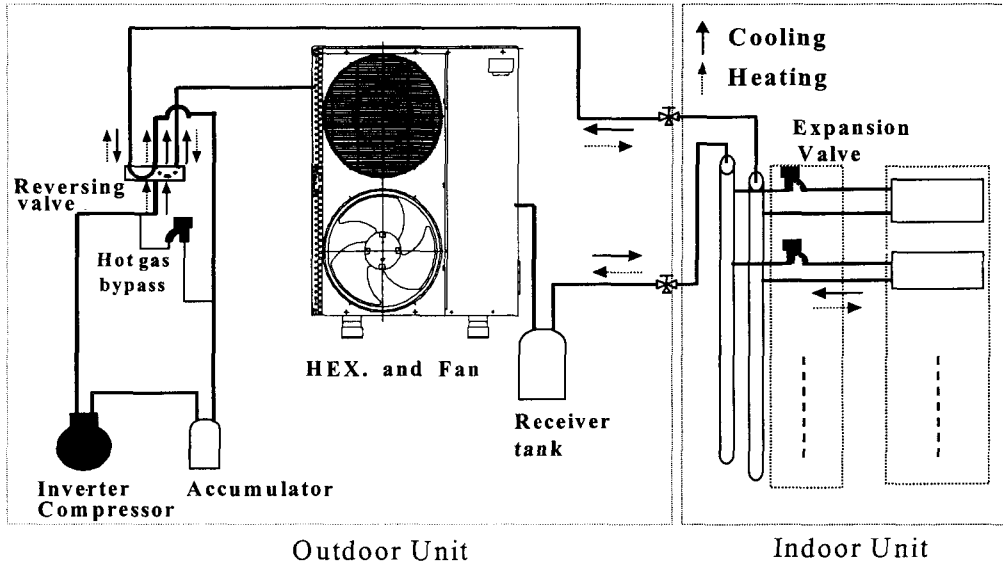 Cooling
Heating
Expansion
Valve
Reversing
valve
Hot gas
bypass
HEX. and Fan
Receiver
tank
Inverter
Compressor
Accumulator
Outdoor Unit
Indoor Unit